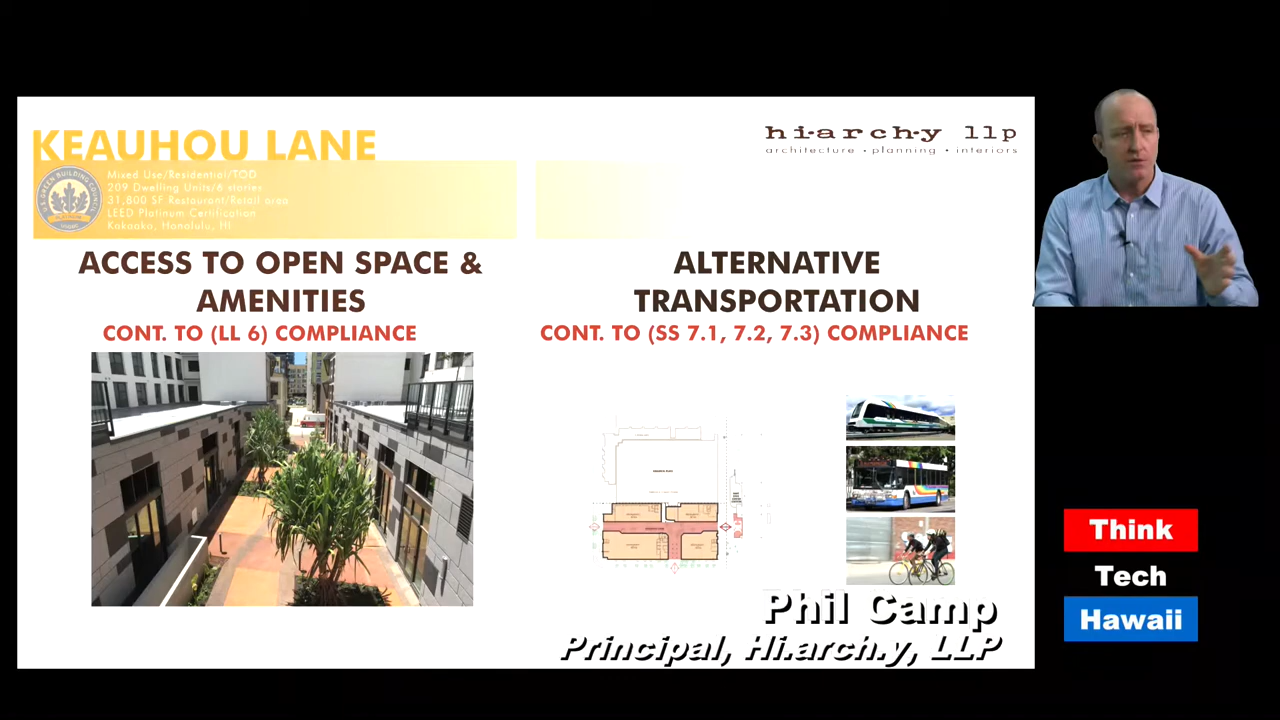 KEAUHOU LANE
hi·arch·y llp
architecture • planning • interiors
Mixed Use/Residential/TOD
209 Dwelling Units/6 stories
31,800 SF Restaurant/Retail area
LEED Platinum Certification
Kakaako, Honolulu, HI
ACCESS TO OPEN SPACE &
AMENITIES
CONT. TO (LL 6) COMPLIANCE
ALTERNATIVE
TRANSPORTATION
CONT. TO (SS 7.1, 7.2, 7.3) COMPLIANCE
Phil Camp
Principal, Hi.arch.y, LLP
Think
Tech
Hawaii